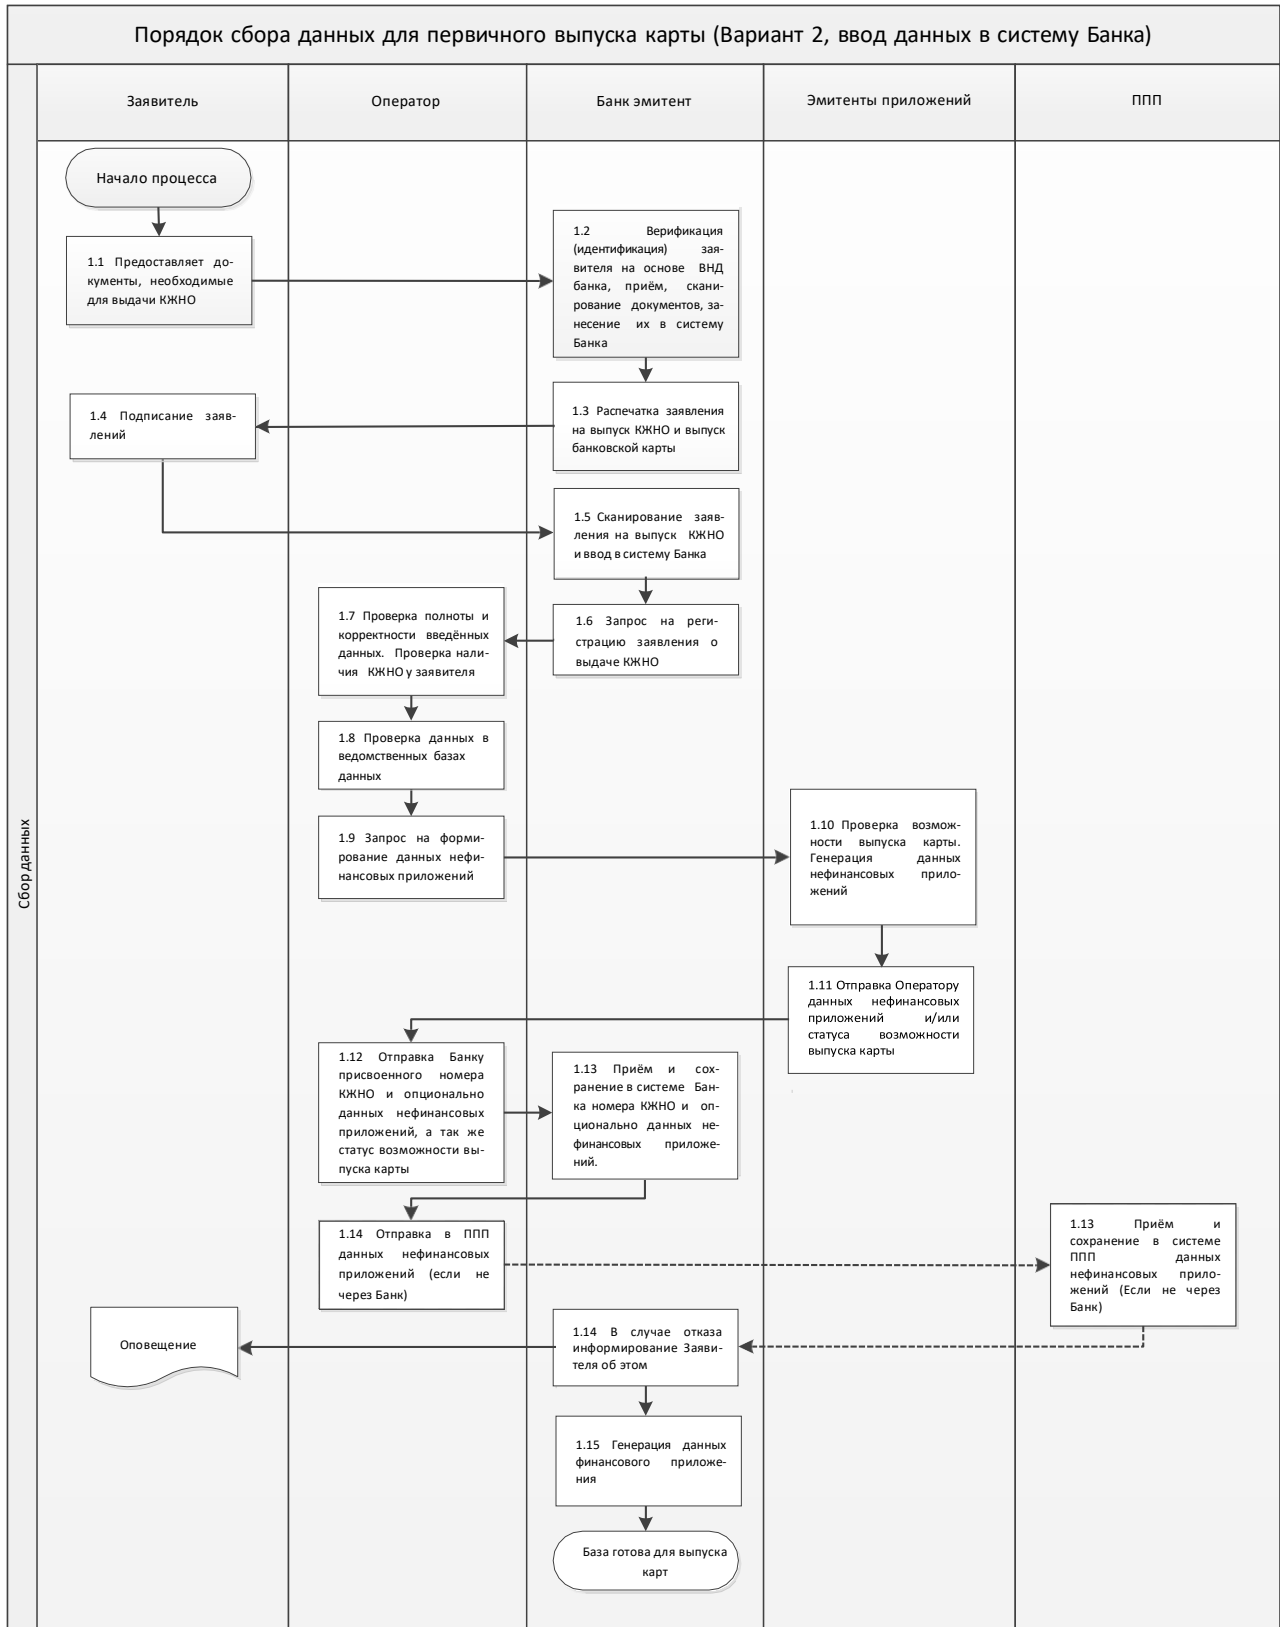 Порядок сбора данных для первичного выпуска карты (Вариант 2, ввод данных в систему Банка)
Заявитель
Оператор
Банк эмитент
Эмитенты приложений
ППП
Сбор данных
Начало процесса
1.1 Предоставляет до-
кументы, необходимые
для выдачи КЖНО
1.2 Верификация
(идентификация) зая-
вителя на основе ВНД
банка, приём, скани-
рование документов, за-
несение их в систему
Банка
1.3 Распечатка заявления
на выпуск КЖНО и выпуск
банковской карты
1.4 Подписание заяв-
лений
1.5 Сканирование заяв-
ления на выпуск КЖНО
и ввод в систему Банка
1.6 Запрос на реги-
страцию заявления о
выдаче КЖНО
1.7 Проверка полноты и
корректности введённых
данных. Проверка нали-
чия КЖНО у заявителя
1.8 Проверка данных в
ведомственных базах
данных
1.9 Запрос на форми-
рование данных нефи-
нансовых приложений
1.10 Проверка возмож-
ности выпуска карты.
Генерация данных
нефинансовых прило-
жений
1.11 Отправка Оператору
данных нефинансовых
приложений и/или
статуса возможности
выпуска карты
1.12 Отправка Банку
присвоенного номера
КЖНО и опционально
данных нефинансовых
приложений, а так же
статус возможности вы-
пуска карты
1.13 Приём и сох-
ранение в системе Бан-
ка номера КЖНО и оп-
ционально данных не-
финансовых приложе-
ний.
1.14 Отправка в ППП
данных нефинансовых
приложений (если не
через Банк)
1.13 Приём и
сохранение в системе
ППП данных
нефинансовых прило-
жений (Если не через
Банк)
1.14 В случае отказа
информирование Заяви-
теля об этом
Оповещение
1.15 Генерация данных
финансового приложе-
ния
База готова для выпуска
карт